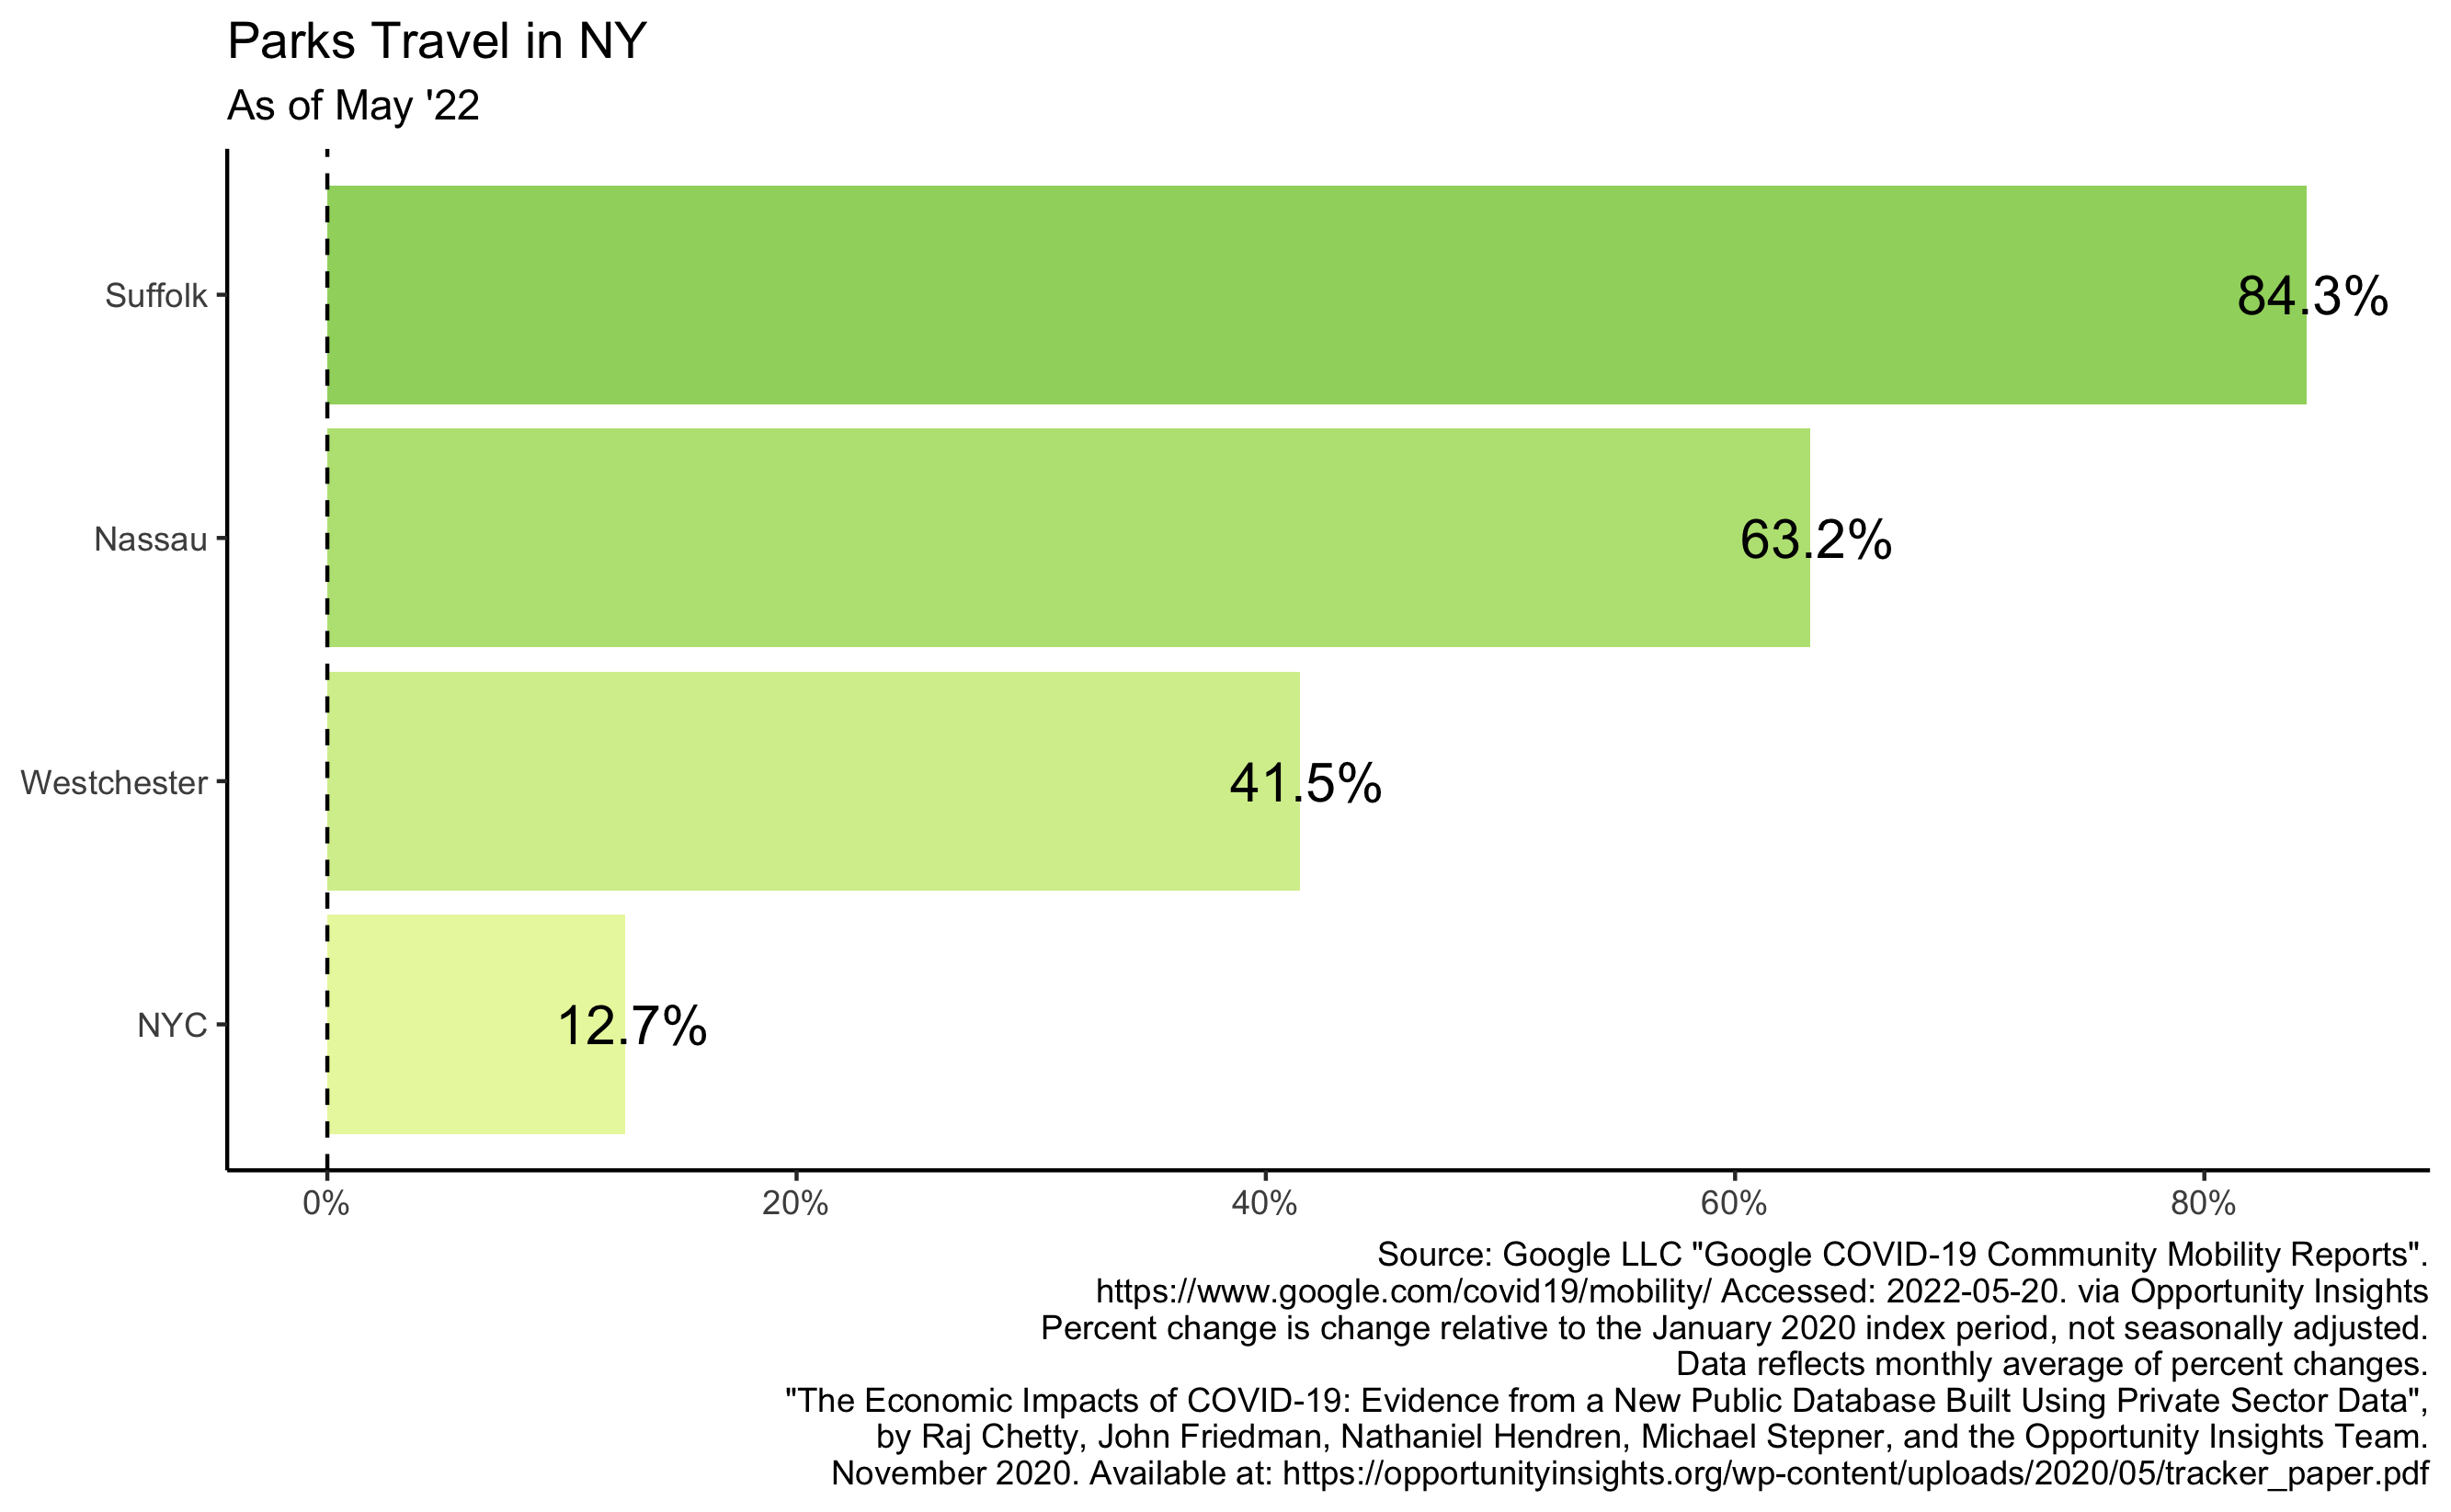 Parks Travel in NY
As of May '22
Suffolk
84.3%
Nassau
63.2%
Westchester
41.5%
NYC
12.7%
0%
20%
40%
60%
80%
Source: Google LLC "Google COVID-19 Community Mobility Reports".
https://www.google.com/covid19/mobility/ Accessed: 2022-05-20. via Opportunity Insights
Percent change is change relative to the January 2020 index period, not seasonally adjusted.
Data reflects monthly average of percent changes.
"The Economic Impacts of COVID-19: Evidence from a New Public Database Built Using Private Sector Data",
by Raj Chetty, John Friedman, Nathaniel Hendren, Michael Stepner, and the Opportunity Insights Team.
November 2020. Available at: https://opportunityinsights.org/wp-content/uploads/2020/05/tracker_paper.pdf